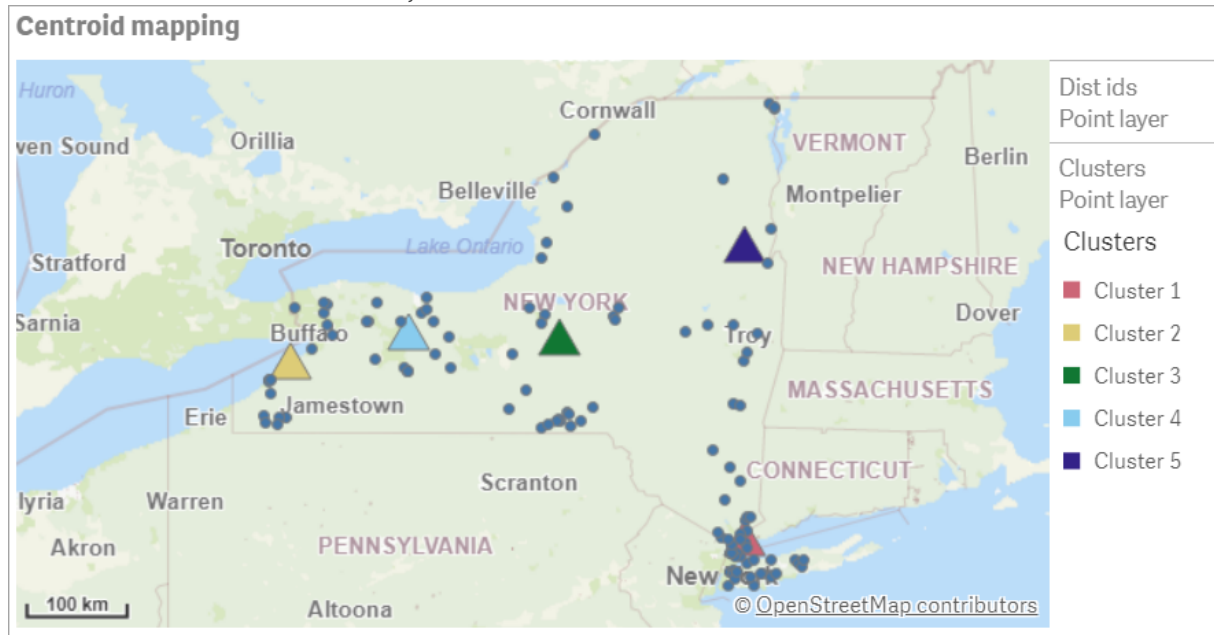 Centroid mapping
Huron
Cornwall
Dist ids
Point layer
ven Sound
Orillia
VERMONT
Berlin
Clusters
Point layer
Belleville
Montpelier
Toronto
Lake Ontario
Clusters
Stratford
NEW HAMPSHIRE
Cluster 1
NEW YORK
Sarnia
Buffalo
Troy
Dover
Cluster 2
Cluster 3
MASSACHUSETTS
Erie
Jamestown
Cluster 4
CONNECTICUT
Cluster 5
Scranton
lyria
Warren
Akron
PENNSYLVANIA
New York
100 km
Altoona
© OpenStreetMap contributors